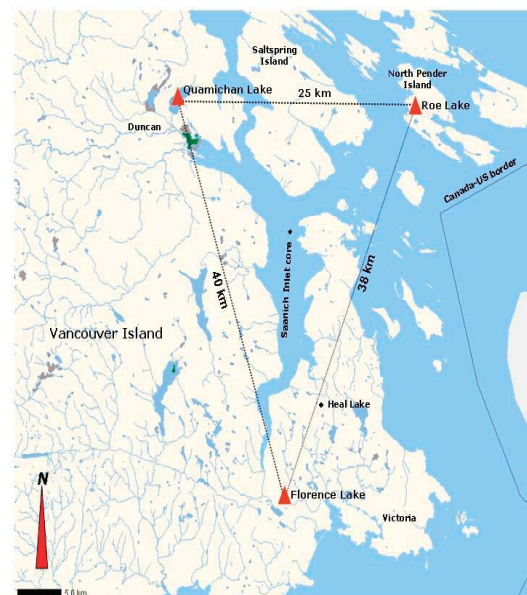 Saltspring
Island
North Pender
Island
Quamichan Lake
25 km
Roe Lake
Duncan
Canada-US border
Saanich Inlet core
40 km
38 km
Vancouver Island
Heal Lake
N
Florence Lake
Victoria
5.0 km